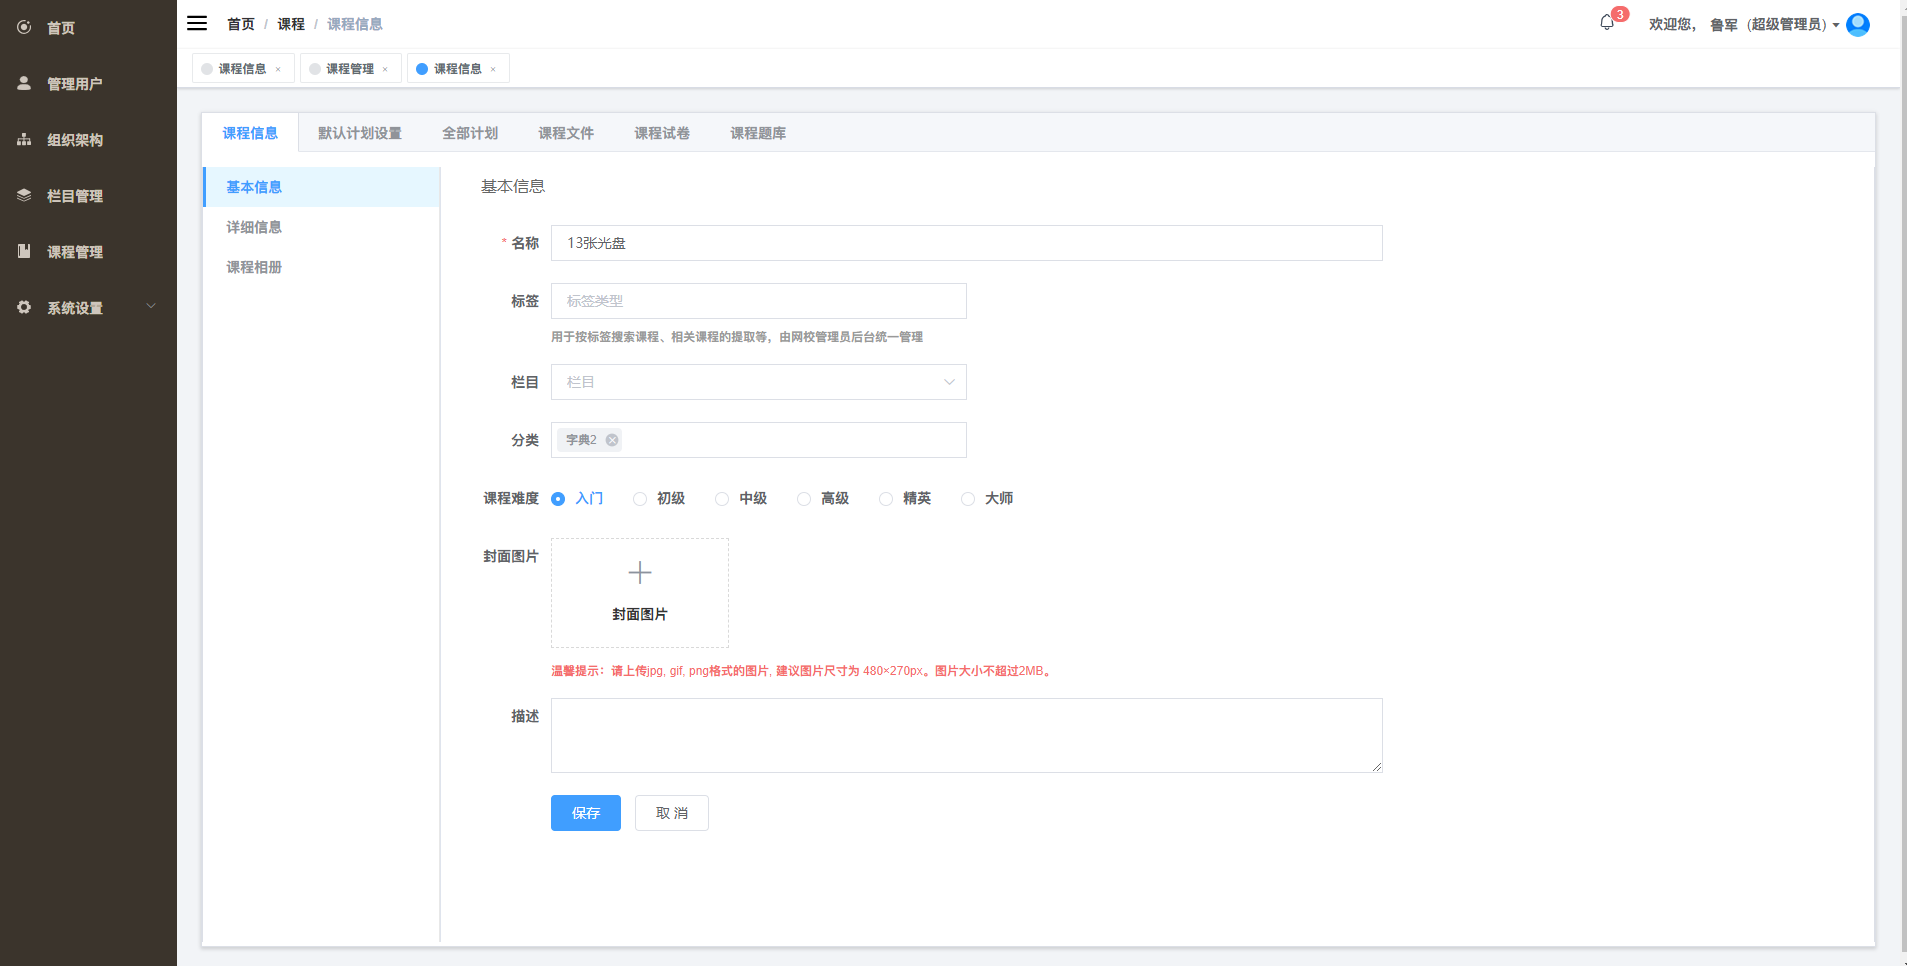 首页
管理用户
组织架构
栏目管理
课程管理
系统设置
首页 / 课程 / 课程信息
3
欢迎您, 鲁军 (超级管理员)
课程信息 × 课程管理 × 课程信息 ×
课程信息 默认计划设置 全部计划 课程文件 课程试卷 课程题库
基本信息
详细信息
课程相册
基本信息
* 名称 13张光盘
标签 标签类型
用于按标签搜索课程、相关课程的提取等，由网校管理员后台统一管理
栏目 栏目
分类 字典2
课程难度 入门 初级 中级 高级 精英 大师
封面图片
封面图片
温馨提示：请上传jpg, gif, png格式的图片, 建议图片尺寸为 480×270px。图片大小不超过2MB。
描述
保存 取 消